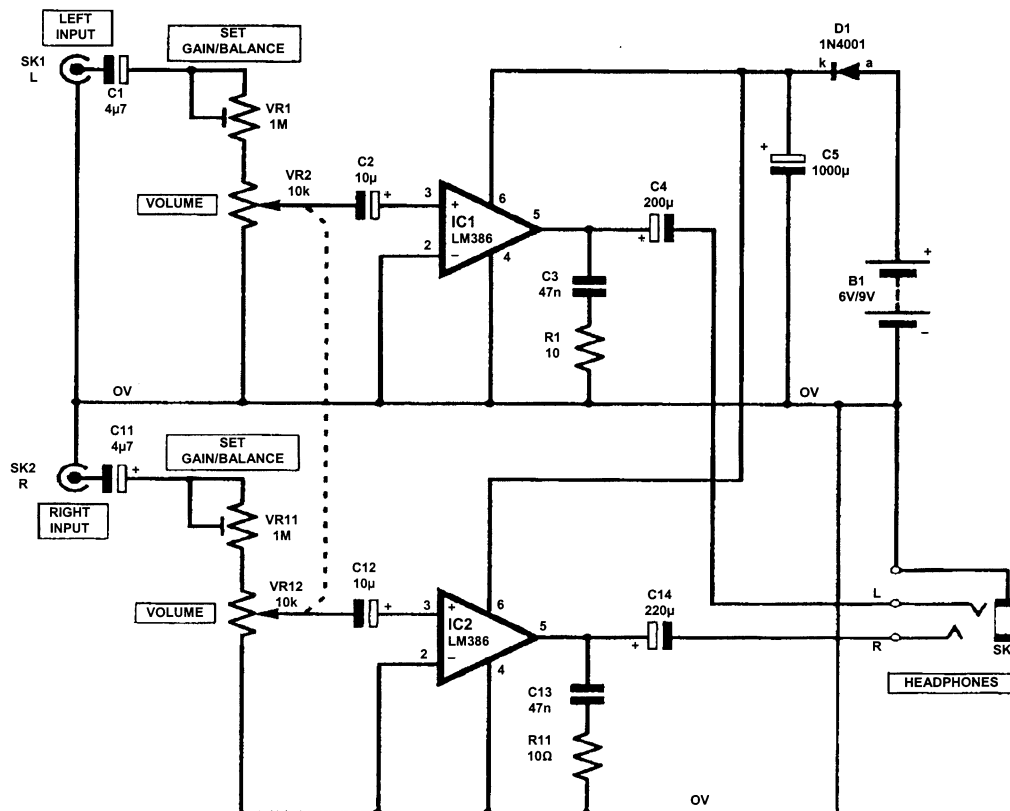 LEFT
INPUT
SET
GAIN/BALANCE
D1
1N4001
SK1
L
k
a
C1
4µ7
+
VR1
1M
+
C5
1000µ
VR2
10k
C2
10µ
+
3
6
C4
200µ
VOLUME
+
IC1
LM386
5
+
2
–
4
C3
47n
+
B1
6V/9V
–
R1
10
OV
OV
C11
4µ7
+
SET
GAIN/BALANCE
SK2
R
RIGHT
INPUT
VR11
1M
VR12
10k
C12
10µ
+
3
6
C14
220µ
L
VOLUME
+
IC2
LM386
5
+
R
SK
2
–
4
C13
47n
HEADPHONES
R11
10Ω
OV